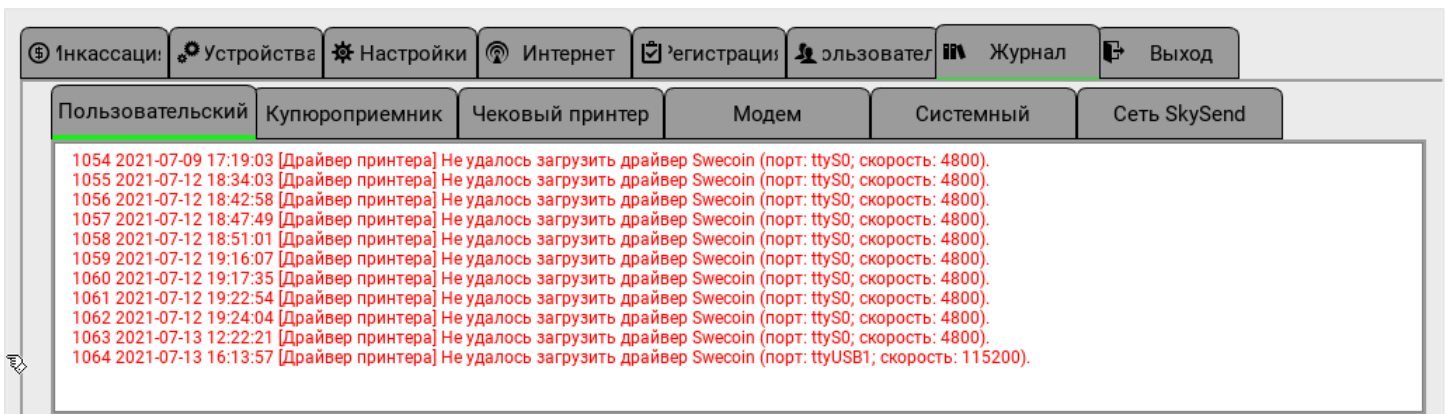 Инкассаци
Устройства
Настройки
Интернет
Регистрация
ользовател
Журнал
Выход
Пользовательский
Купюроприемник
Чековый принтер
Модем
Системный
Сеть SkySend
1054 2021-07-09 17:19:03 [Драйвер принтера] Не удалось загрузить драйвер Swecoin (порт: ttyS0; скорость: 4800).
1055 2021-07-12 18:34:03 [Драйвер принтера] Не удалось загрузить драйвер Swecoin (порт: ttyS0; скорость: 4800).
1056 2021-07-12 18:42:58 [Драйвер принтера] Не удалось загрузить драйвер Swecoin (порт: ttyS0; скорость: 4800).
1057 2021-07-12 18:47:49 [Драйвер принтера] Не удалось загрузить драйвер Swecoin (порт: ttyS0; скорость: 4800).
1058 2021-07-12 18:51:01 [Драйвер принтера] Не удалось загрузить драйвер Swecoin (порт: ttyS0; скорость: 4800).
1059 2021-07-12 19:16:07 [Драйвер принтера] Не удалось загрузить драйвер Swecoin (порт: ttyS0; скорость: 4800).
1060 2021-07-12 19:17:35 [Драйвер принтера] Не удалось загрузить драйвер Swecoin (порт: ttyS0; скорость: 4800).
1061 2021-07-12 19:22:54 [Драйвер принтера] Не удалось загрузить драйвер Swecoin (порт: ttyS0; скорость: 4800).
1062 2021-07-12 19:24:04 [Драйвер принтера] Не удалось загрузить драйвер Swecoin (порт: ttyS0; скорость: 4800).
1063 2021-07-13 12:22:21 [Драйвер принтера] Не удалось загрузить драйвер Swecoin (порт: ttyS0; скорость: 4800).
1064 2021-07-13 16:13:57 [Драйвер принтера] Не удалось загрузить драйвер Swecoin (порт: ttyUSB1; скорость: 115200).